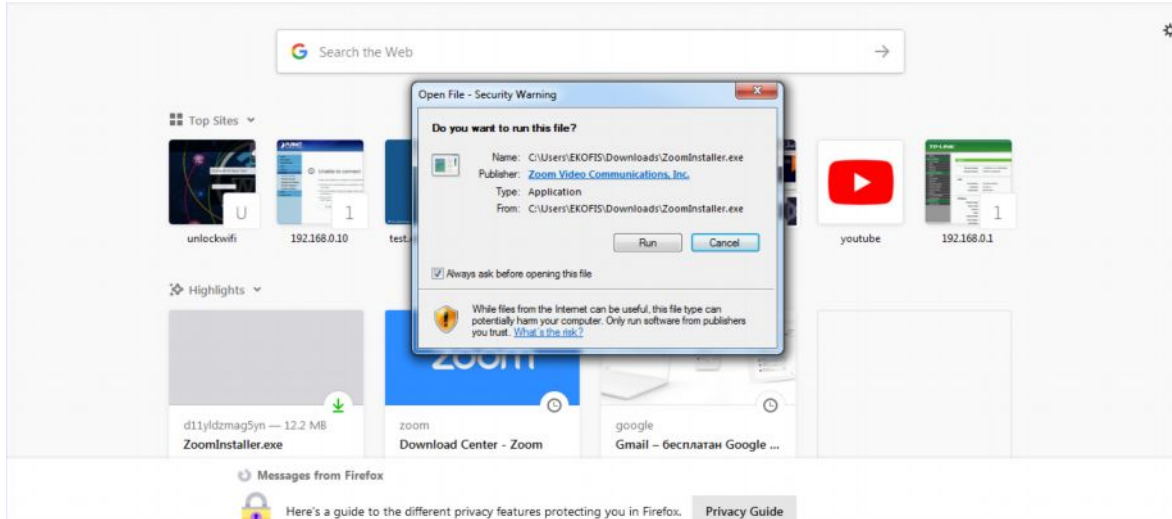 Search the Web
Open File - Security Warning
Do you want to run this file?
Name: C:\Users\EKOFIS\Downloads\ZoomInstaller.exe
Publisher: Zoom Video Communications, Inc.
Type: Application
From: C:\Users\EKOFIS\Downloads\ZoomInstaller.exe
Run Cancel
Always ask before opening this file
While files from the Internet can be useful, this file type can
potentially harm your computer. Only run software from publishers
you trust. What's the risk?
Top Sites
U 1 1
unlockwifi 192.168.0.10 test. youtube 192.168.0.1
Highlights
zoom
d11yldzmag5yn — 12.2 MB zoom google
ZoomInstaller.exe Download Center - Zoom Gmail – бесплатан Google ...
Messages from Firefox
Here's a guide to the different privacy features protecting you in Firefox. Privacy Guide